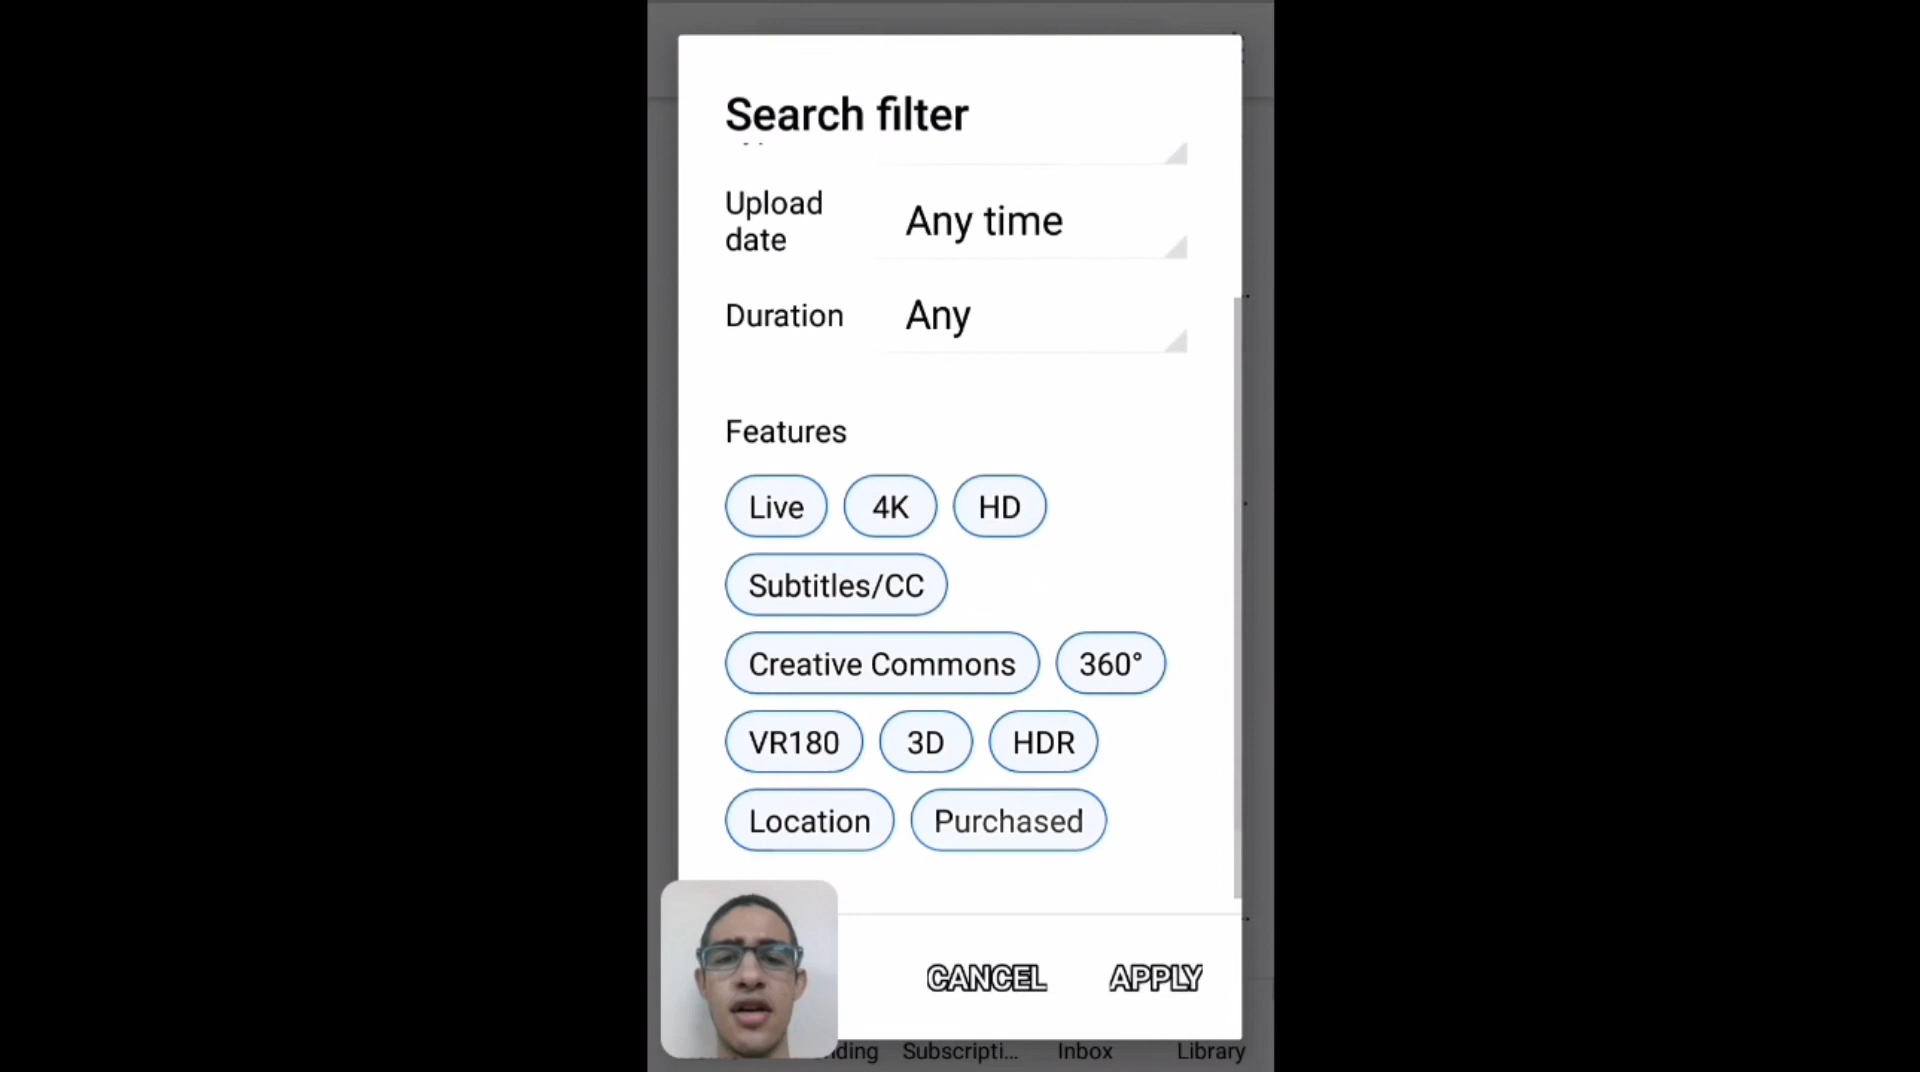 Search filter
Upload
date
Any time
Duration
Any
Features
Live
4K
HD
Subtitles/CC
Creative Commons
360°
VR180
3D
HDR
Location
Purchased
CANCEL
APPLY
Subscripti...
Inbox
Library